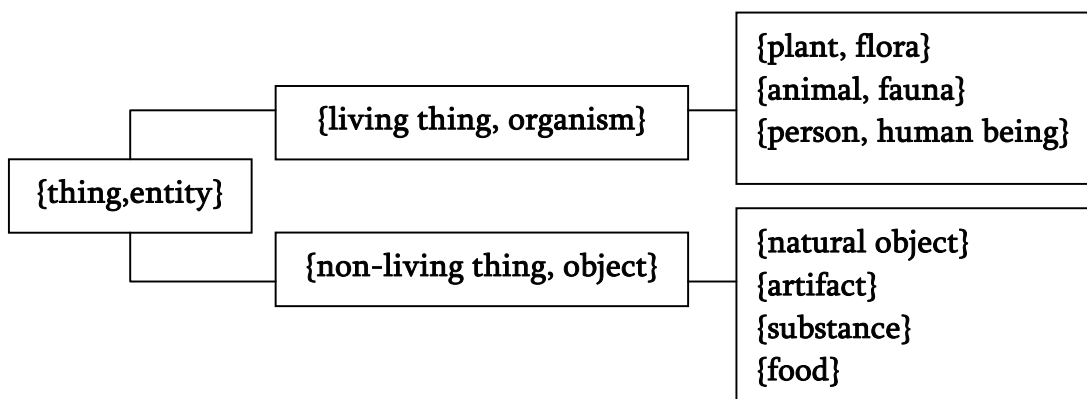 {thing,entity}
{living thing, organism}
{plant, flora}
{animal, fauna}
{person, human being}
{non-living thing, object}
{natural object}
{artifact}
{substance}
{food}